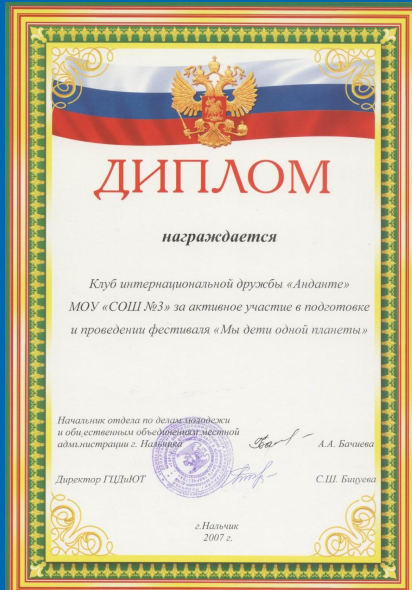 ДИПЛОМ
награждается
Клуб интернациональной дружбы «Анданте»
МОУ «СОШ №3» за активное участие в подготовке
и проведении фестиваля «Мы дети одной планеты»
Начальник отдела по делам молодежи
и общественным объединениям местной
администрации г. Нальчика
А.А. Бачиева
Директор ГЦДиЮТ
С.Ш. Бицуева
г.Нальчик
2007 г.